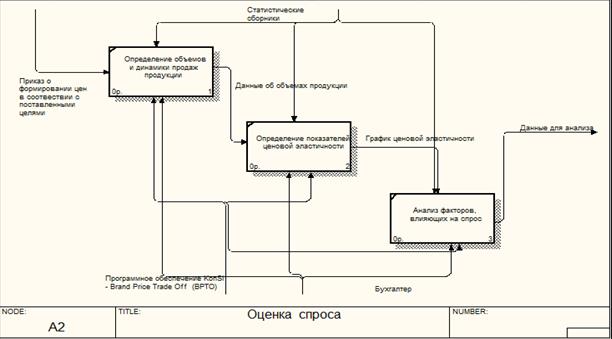 Статистические
сборники
Определение объемов
и динамики продаж
продукции
0р. 1
Приказ о
формировании цен
в соотвествии с
поставленными
целями
Данные об объемах продукции
Определение показателей
ценовой эластичности
0р. 2
График ценовой эластичности
Данные для анализа
Анализ факторов,
влияющих на спрос
0р. 3
Программное обеспечение KonSi
- Brand Price Trade Off (BPTO)
Бухгалтер
NODE: TITLE: NUMBER:
A2 Оценка спроса